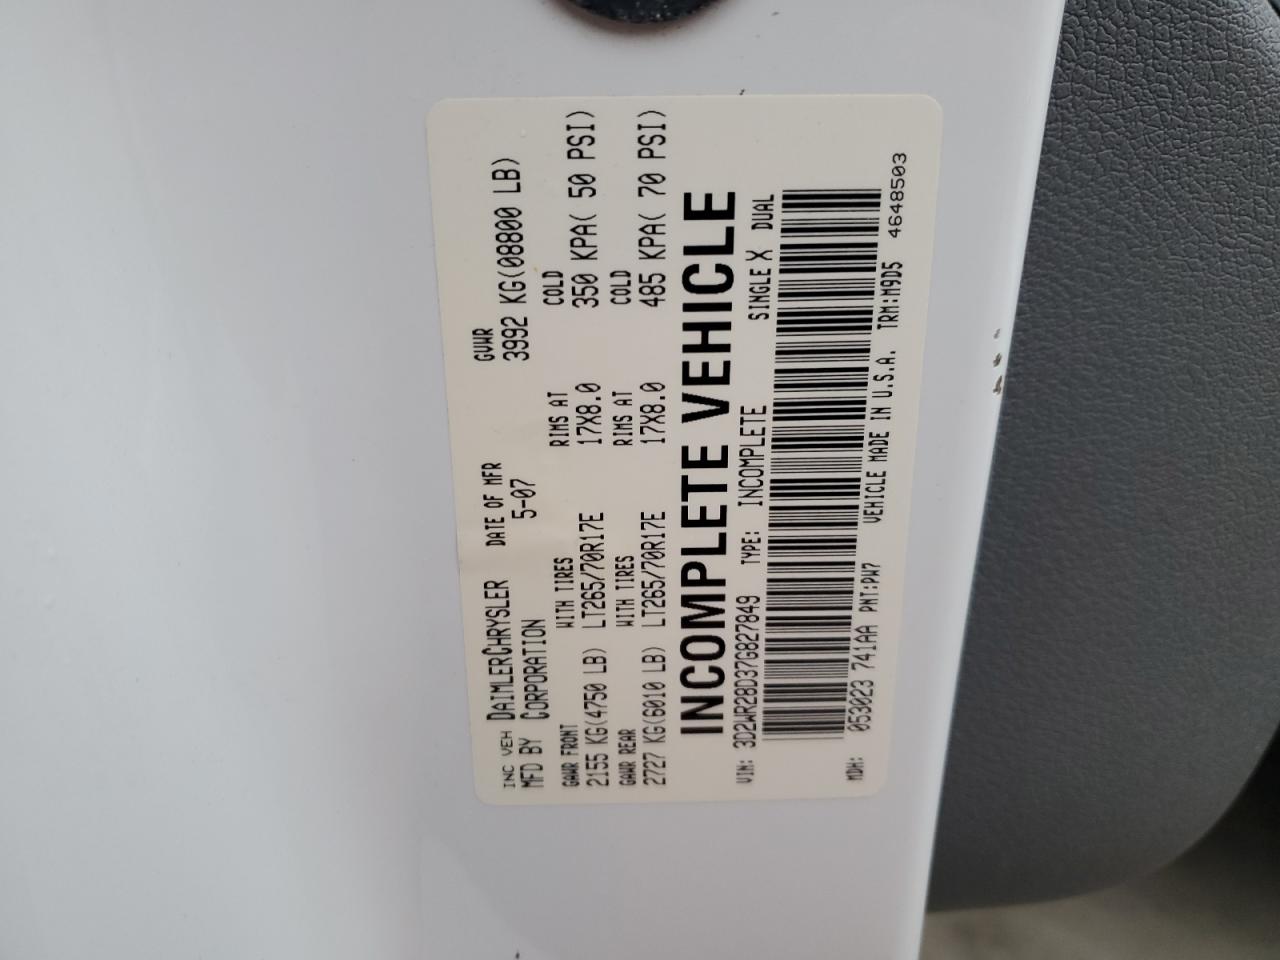 INC VEH DAIMLERCHRYSLER DATE OF MFR GVWR
MFD BY CORPORATION 5-07 3992 KG(08800 LB)
GAWR FRONT WITH TIRES RIMS AT COLD
2155 KG(4750 LB) LT265/70R17E 17X8.0 350 KPA( 50 PSI)
GAWR REAR WITH TIRES RIMS AT COLD
2727 KG(6010 LB) LT265/70R17E 17X8.0 485 KPA( 70 PSI)
INCOMPLETE VEHICLE
VIN: 3D2WR28D37G827849 TYPE: INCOMPLETE SINGLE X DUAL
MDH: 053023 741AA PNT:PW7 VEHICLE MADE IN U.S.A. TRM:M9D5 4648503